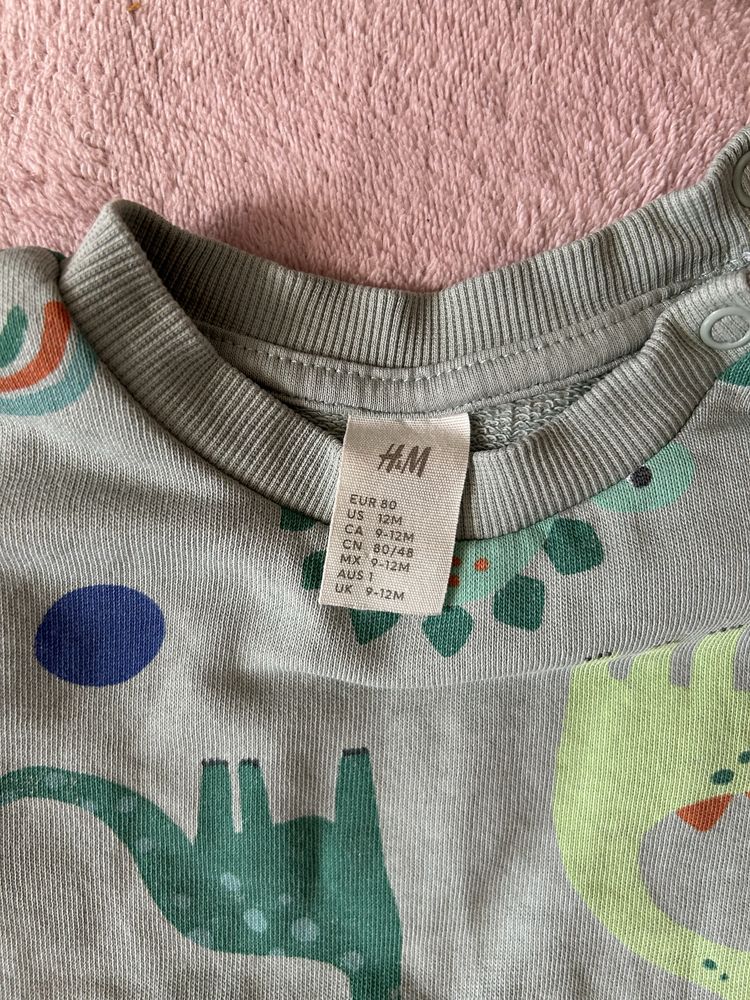 H&M
EUR 80
US 12M
CA 9-12M
CN 80/48
MX 9-12M
AUS 1
UK 9-12M